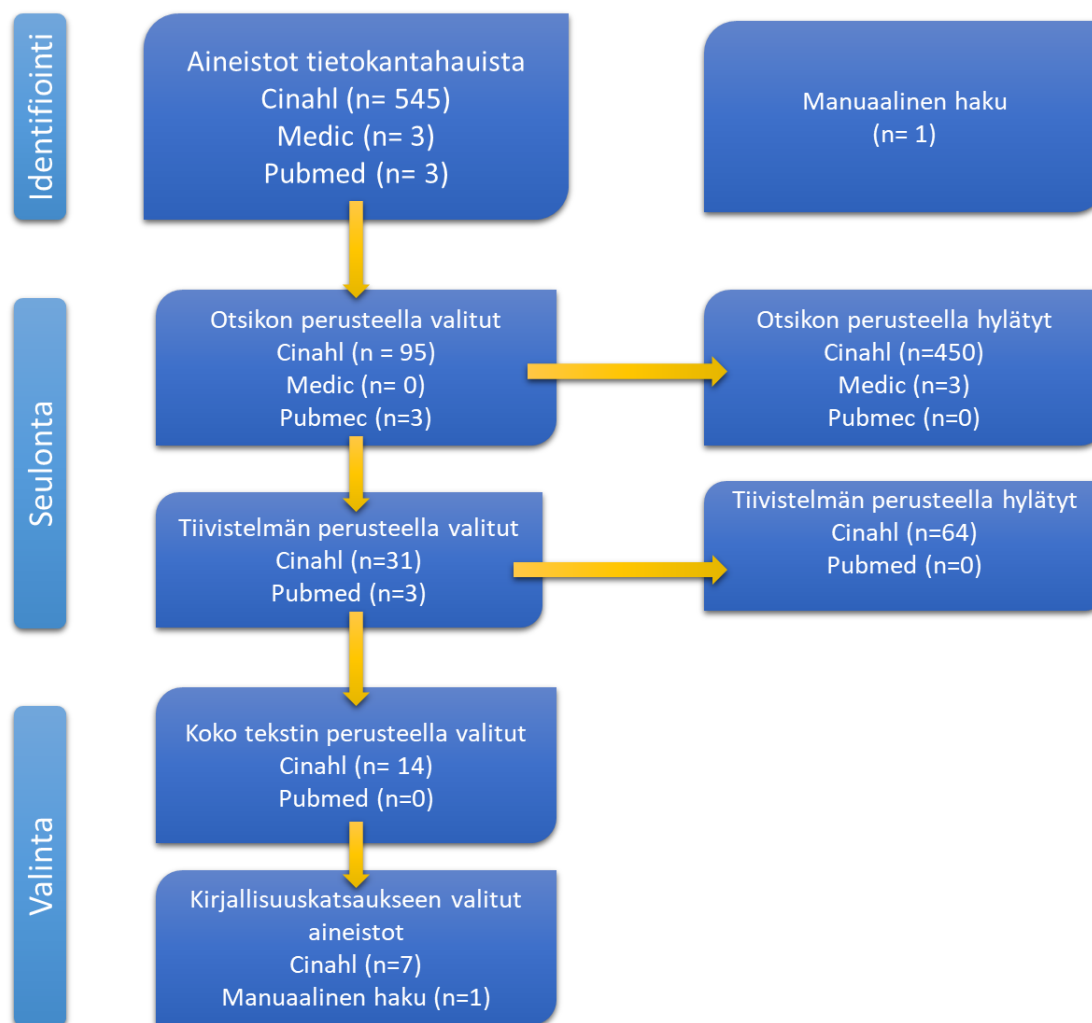 Identifiointi
Aineistot tietokantahauista
Cinahl (n= 545)
Medic (n= 3)
Pubmed (n= 3)
Manuaalinen haku
(n= 1)
Seulonta
Otsikon perusteella valitut
Cinahl (n = 95)
Medic (n= 0)
Pubmec (n=3)
Otsikon perusteella hylätyt
Cinahl (n=450)
Medic (n=3)
Pubmec (n=0)
Tiivistelmän perusteella valitut
Cinahl (n=31)
Pubmed (n=3)
Tiivistelmän perusteella hylätyt
Cinahl (n=64)
Pubmed (n=0)
Valinta
Koko tekstin perusteella valitut
Cinahl (n= 14)
Pubmed (n=0)
Kirjallisuuskatsaukseen valitut
aineistot
Cinahl (n=7)
Manuaalinen haku (n=1)